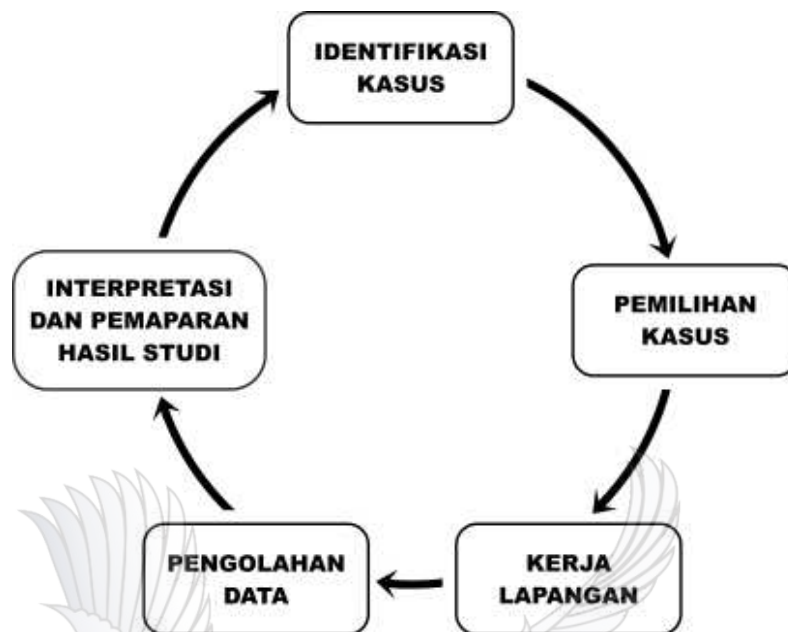 IDENTIFIKASI
KASUS
PEMILIHAN
KASUS
KERJA
LAPANGAN
PENGOLAHAN
DATA
INTERPRETASI
DAN PEMAPARAN
HASIL STUDI